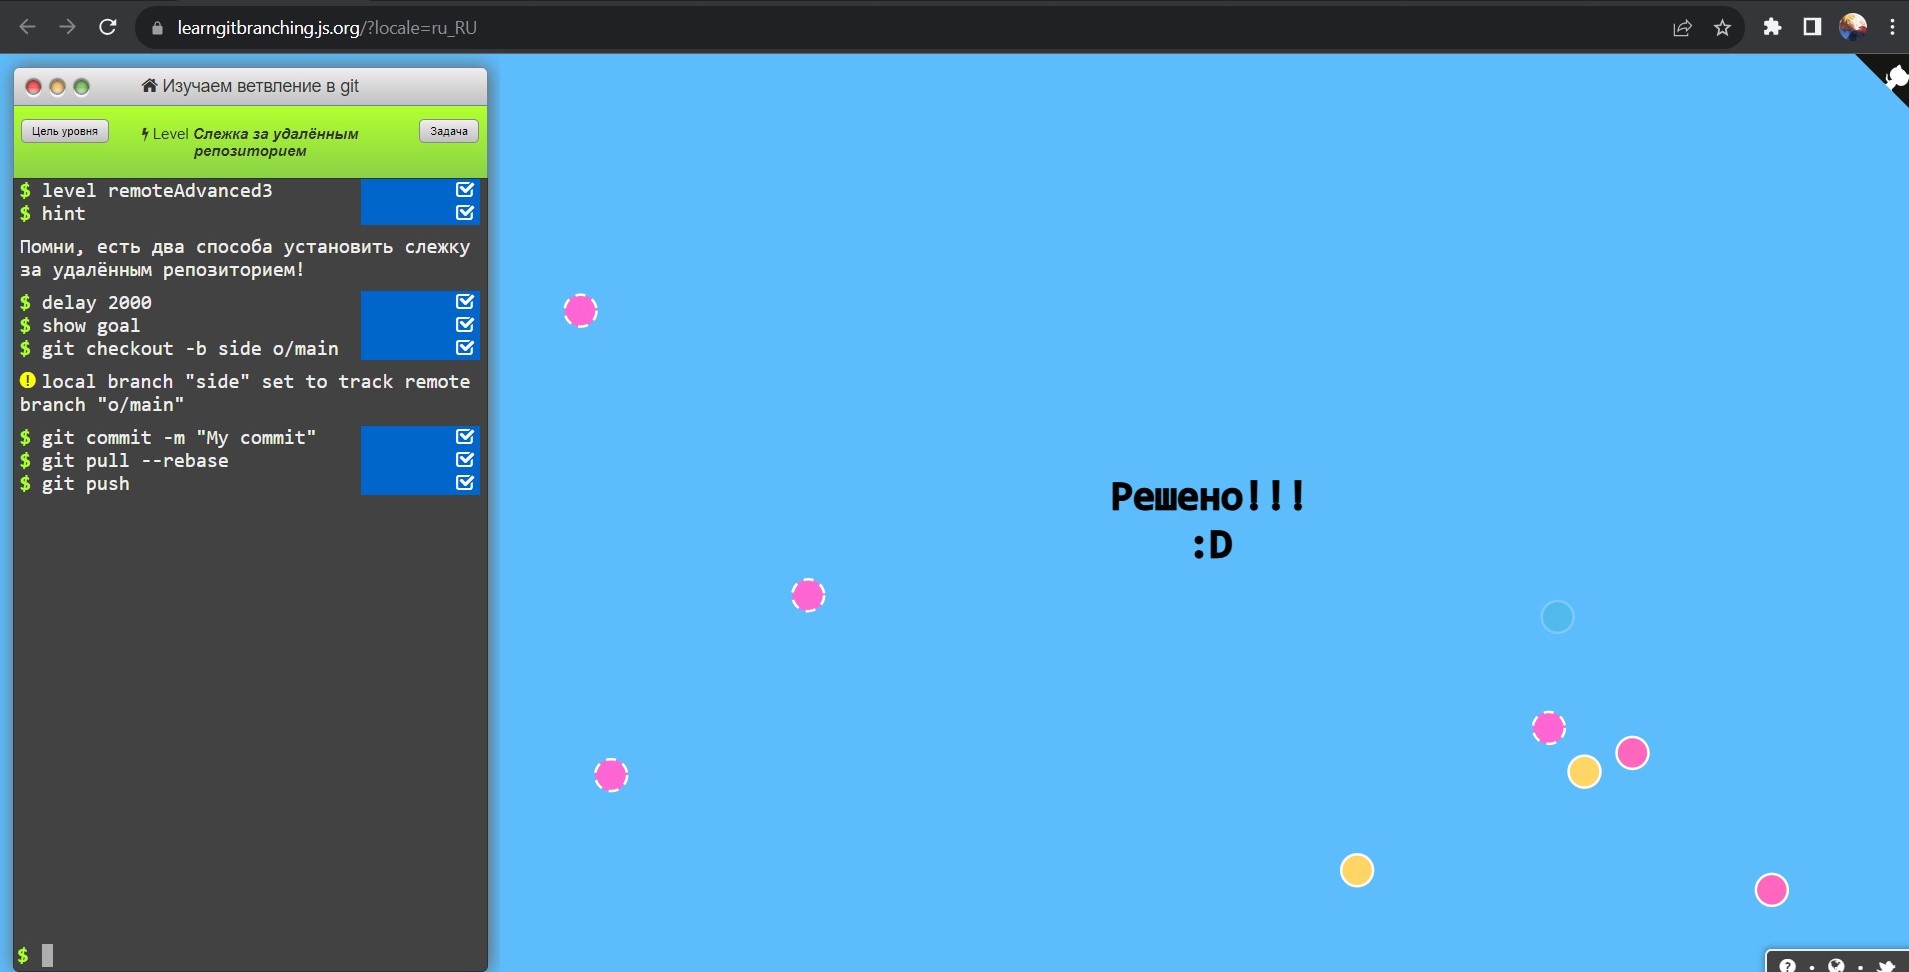 learngitbranching.js.org/?locale=ru_RU
Изучаем ветвление в git
Цель уровня
Level Слежка за удалённым
репозиторием
Задача
$ level remoteAdvanced3
$ hint
Помни, есть два способа установить слежку
за удалённым репозиторием!
$ delay 2000
$ show goal
$ git checkout -b side o/main
local branch "side" set to track remote
branch "o/main"
$ git commit -m "My commit"
$ git pull --rebase
$ git push
$
Решено!!!
:D